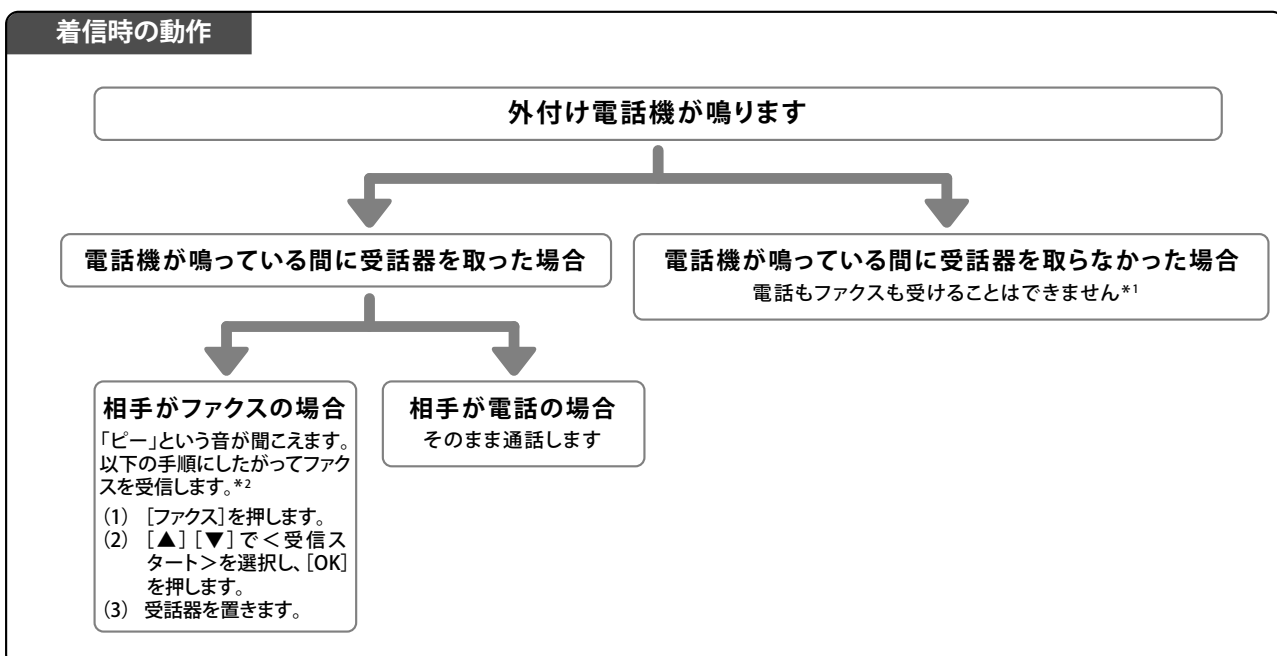 着信時の動作
外付け電話機が鳴ります
電話機が鳴っている間に受話器を取った場合
電話機が鳴っている間に受話器を取らなかった場合
電話もファクスも受けることはできません*1
相手がファクスの場合
「ピー」という音が聞こえます。
以下の手順にしたがってファク
スを受信します。*2
(1) [ファクス]を押します。
(2) [▲][▼]で<受信ス
タート>を選択し、[OK]
を押します。
(3) 受話器を置きます。
相手が電話の場合
そのまま通話します